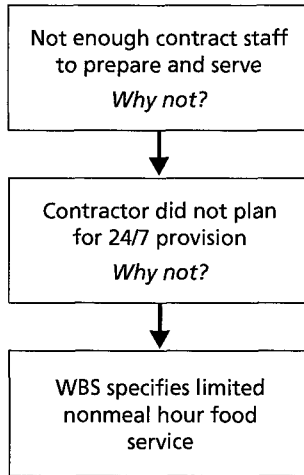 Not enough contract staff
to prepare and serve
Why not?
Contractor did not plan
for 24/7 provision
Why not?
WBS specifies limited
nonmeal hour food
service